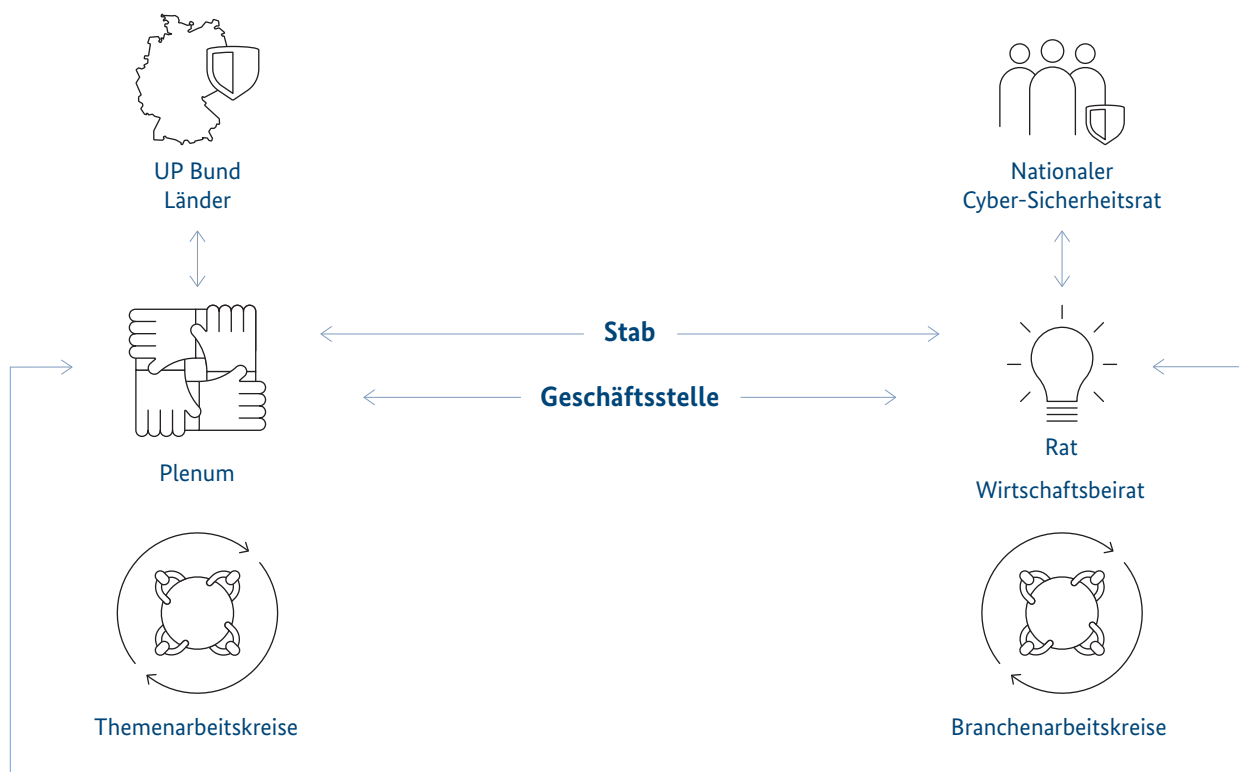 UP Bund
Länder
Nationaler
Cyber-Sicherheitsrat
Stab
Geschäftsstelle
Plenum
Rat
Wirtschaftsbeirat
Themenarbeitskreise
Branchenarbeitskreise